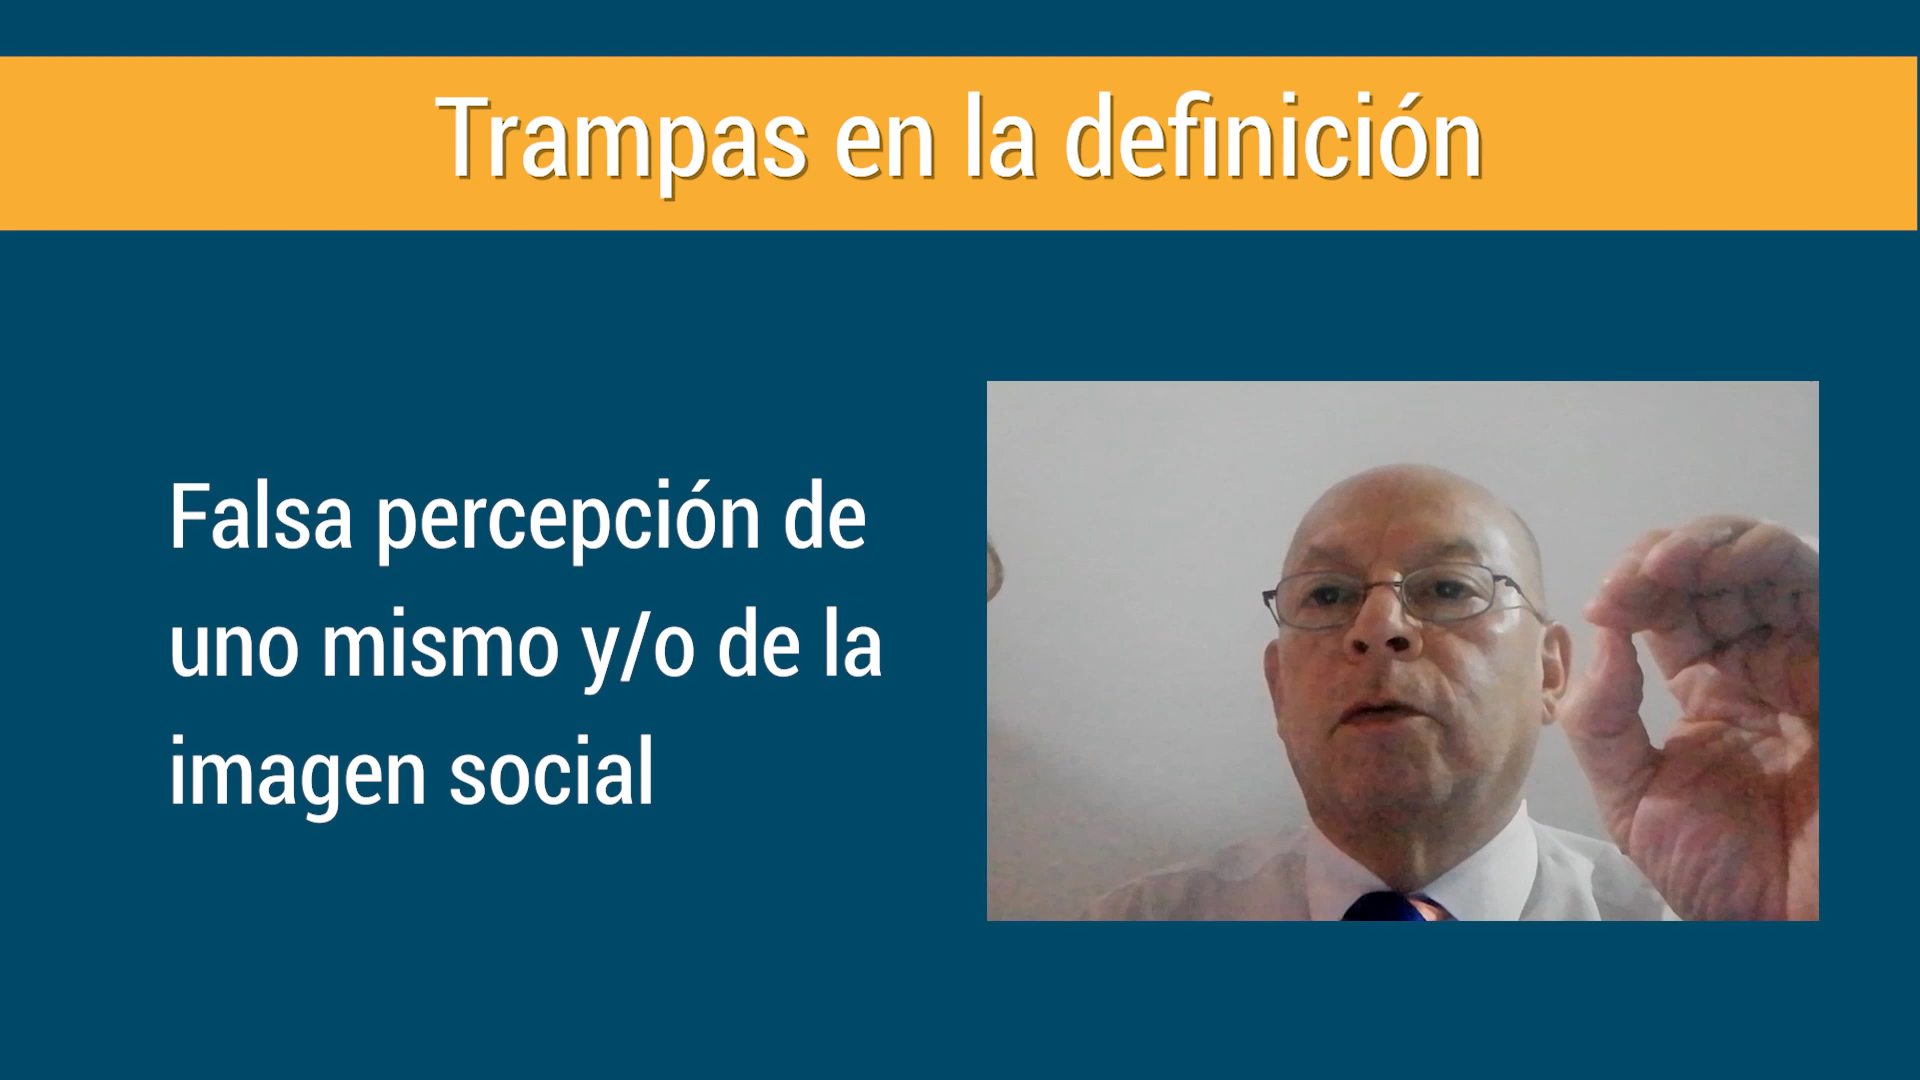 Trampas en la definición
Falsa percepción de
uno mismo y/o de la
imagen social